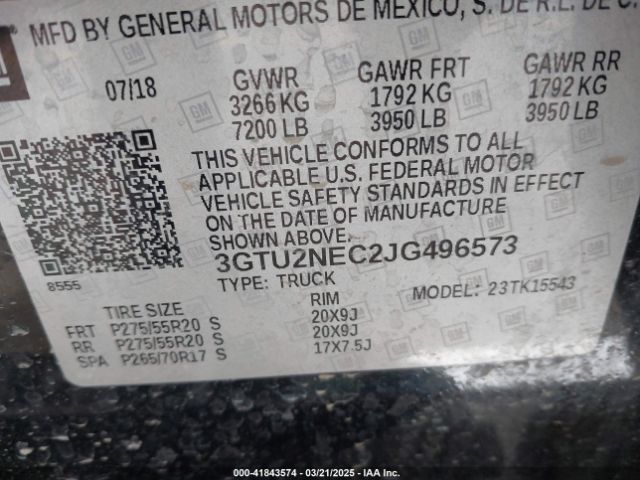 MFD BY GENERAL MOTORS DE MEXICO, S. DE R.L. DE C.
GM
07/18
GVWR
3266 KG
7200 LB
GAWR FRT
1792 KG
3950 LB
GAWR RR
1792 KG
3950 LB
THIS VEHICLE CONFORMS TO ALL
APPLICABLE U.S. FEDERAL MOTOR
VEHICLE SAFETY STANDARDS IN EFFECT
ON THE DATE OF MANUFACTURE
SHOWN ABOVE.
3GTU2NEC2JG496573
8555
TYPE: TRUCK
MODEL: 23TK15543
TIRE SIZE RIM
FRT P275/55R20 S 20X9J
RR P275/55R20 S 20X9J
SPA P265/70R17 S 17X7.5J
000-41843574 — 03/21/2025 — IAA Inc.